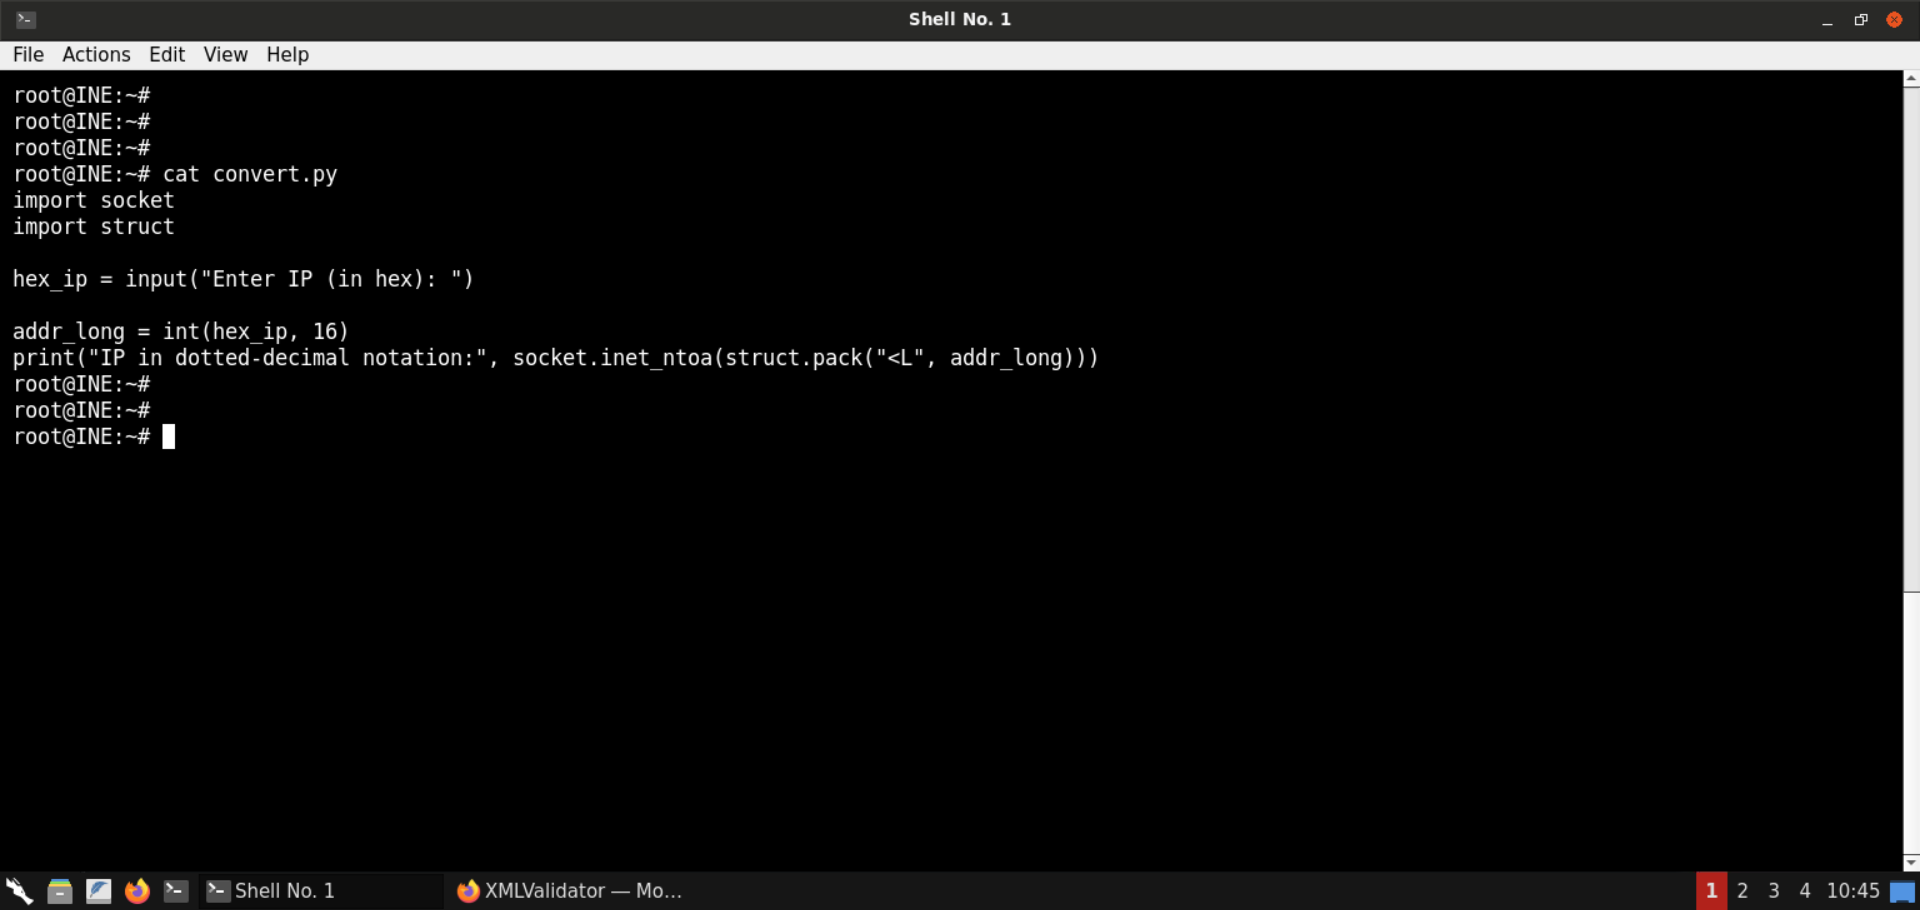 Shell No. 1
File Actions Edit View Help
root@INE:~#
root@INE:~#
root@INE:~#
root@INE:~# cat convert.py
import socket
import struct
hex_ip = input("Enter IP (in hex): ")
addr_long = int(hex_ip, 16)
print("IP in dotted-decimal notation:", socket.inet_ntoa(struct.pack("<L", addr_long)))
root@INE:~#
root@INE:~#
root@INE:~#
Shell No. 1 XMLValidator — Mo... 1 2 3 4 10:45